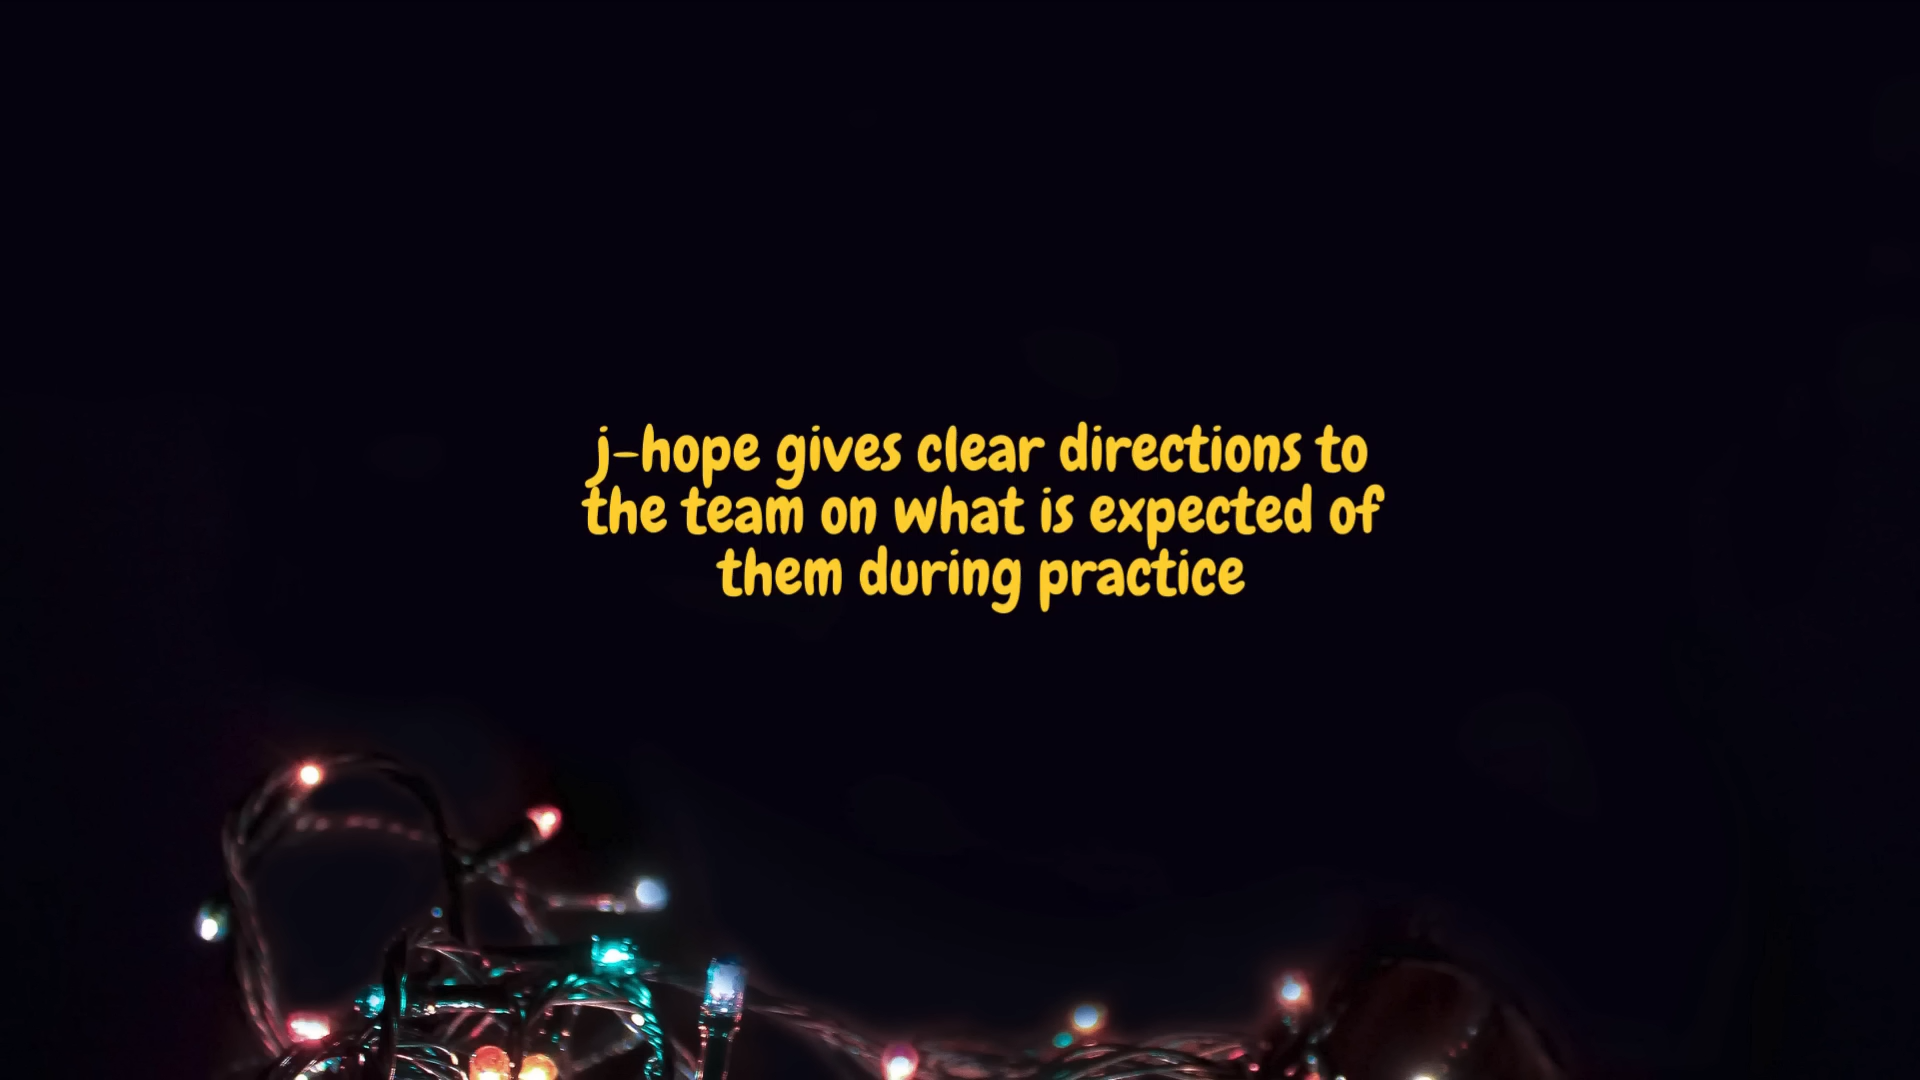 j-hope gives clear directions to
the team on what is expected of
them during practice